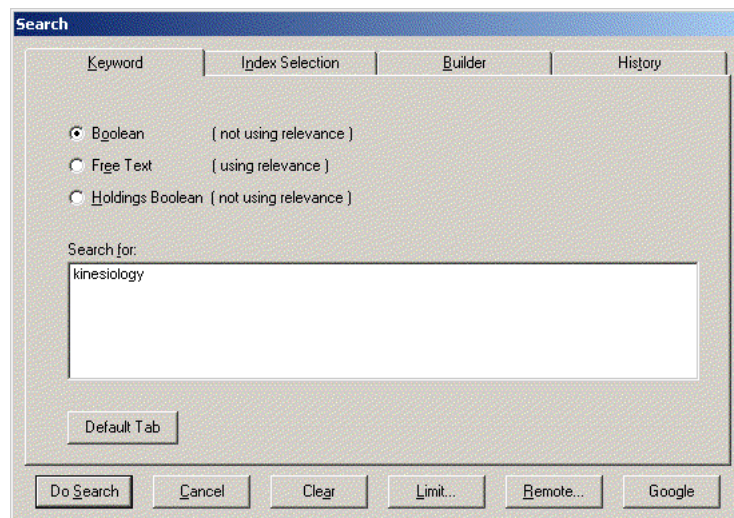 Search
Keyword Index Selection Builder History
Boolean ( not using relevance )
Free Text ( using relevance )
Holdings Boolean ( not using relevance )
Search for:
kinesiology
Default Tab
Do Search Cancel Clear Limit... Remote... Google